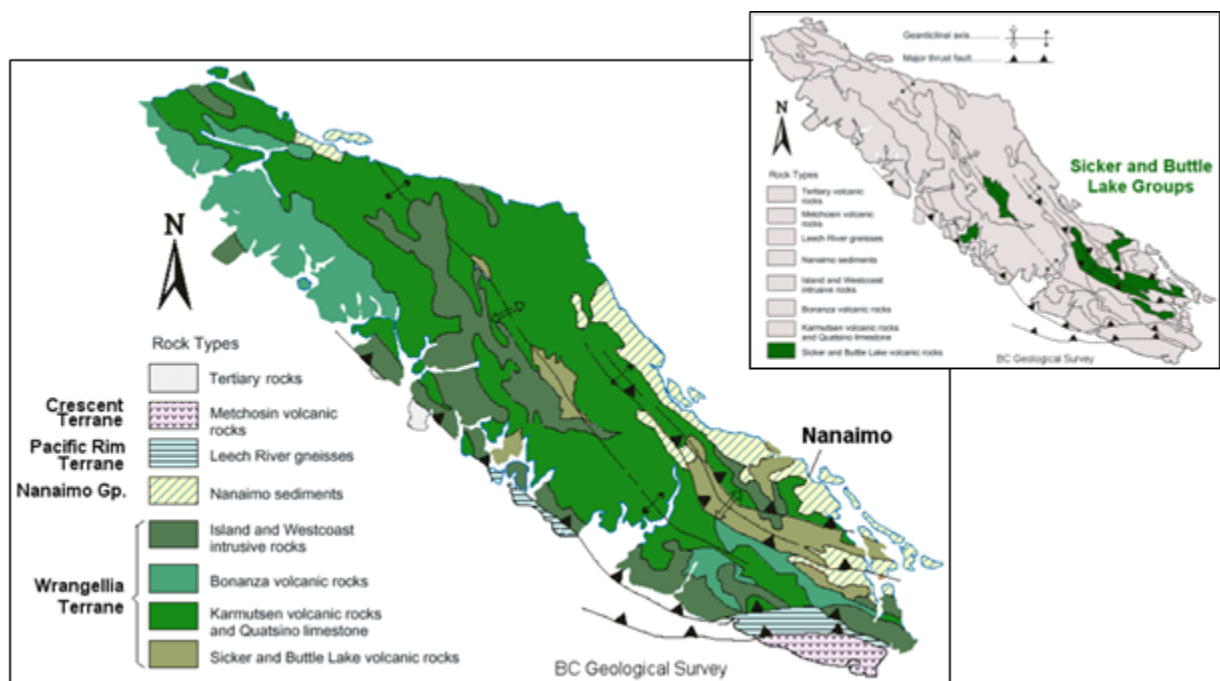 Geanticlinal axis
Major thrust fault
N
Sicker and Buttle
Lake Groups
Rock Types
Tertiary volcanic
rocks
Metchosin volcanic
rocks
Leech River gneisses
Nanaimo sediments
Island and Westcoast
intrusive rocks
Bonanza volcanic rocks
Karmutsen volcanic rocks
and Quatsino limestone
Sicker and Buttle Lake volcanic rocks
BC Geological Survey
N
Nanaimo
Rock Types
Tertiary rocks
Crescent
Terrane
Metchosin volcanic
rocks
Pacific Rim
Terrane
Leech River gneisses
Nanaimo Gp.
Nanaimo sediments
Wrangellia
Terrane
Island and Westcoast
intrusive rocks
Bonanza volcanic rocks
Karmutsen volcanic rocks
and Quatsino limestone
Sicker and Buttle Lake volcanic rocks
BC Geological Survey